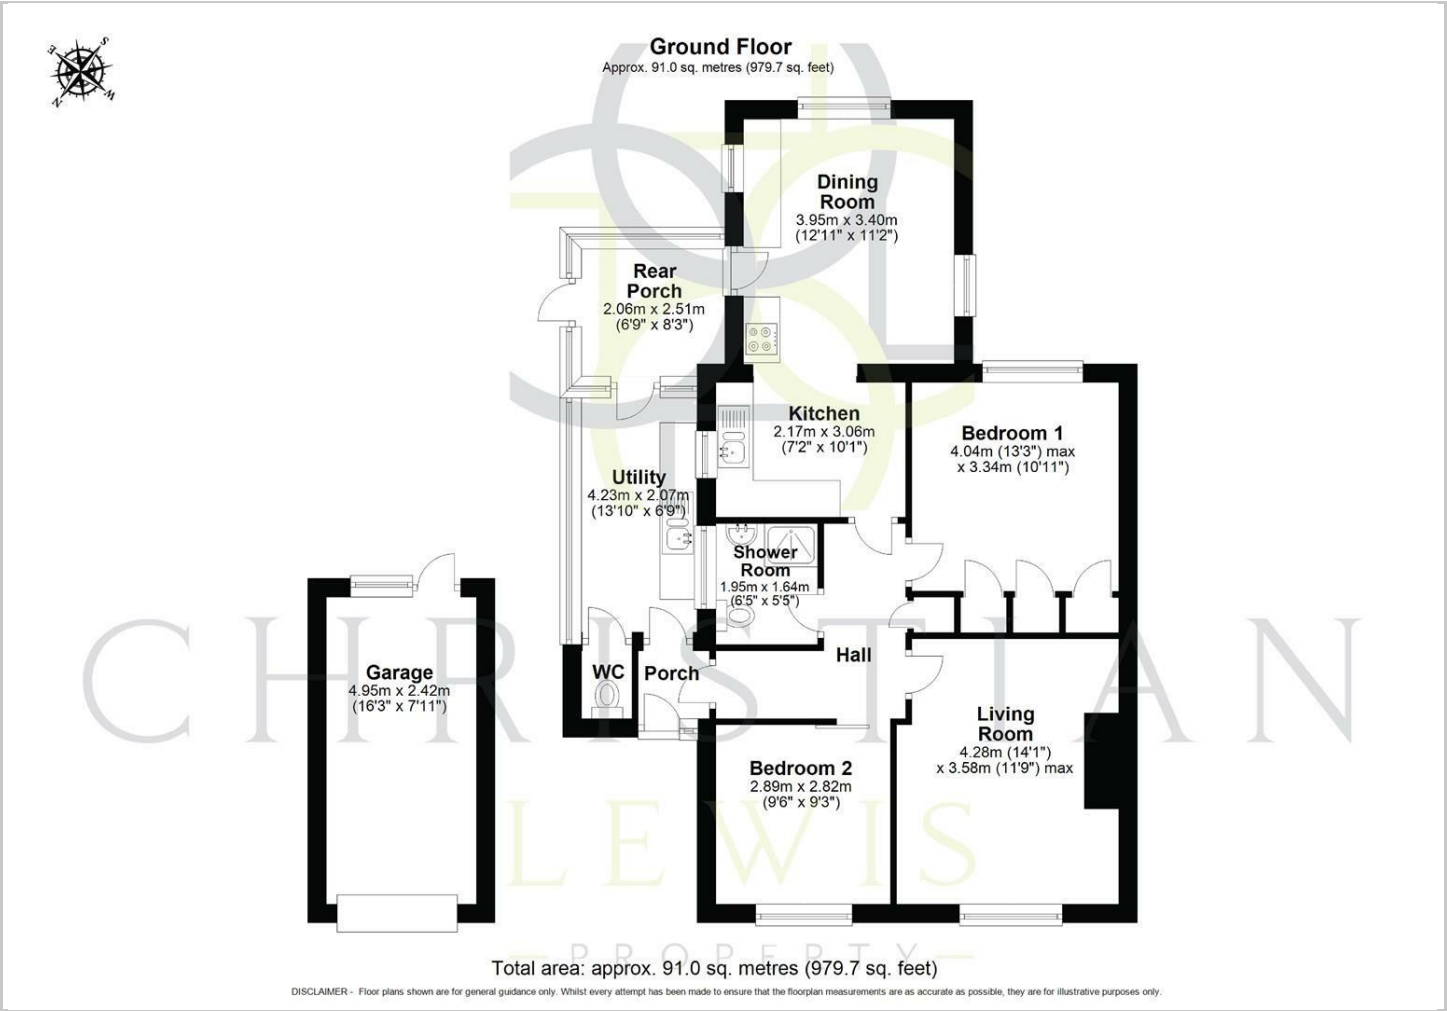 S
E
W
N
Ground Floor
Approx. 91.0 sq. metres (979.7 sq. feet)
Dining
Room
3.95m x 3.40m
(12'11" x 11'2")
Rear
Porch
2.06m x 2.51m
(6'9" x 8'3")
Kitchen
2.17m x 3.06m
(7'2" x 10'1")
Bedroom 1
4.04m (13'3") max
x 3.34m (10'11")
Utility
4.23m x 2.07m
(13'10" x 6'9")
Shower
Room
1.95m x 1.64m
(6'5" x 5'5")
Hall
WC
Porch
Garage
4.95m x 2.42m
(16'3" x 7'11")
Living
Room
4.28m (14'1")
x 3.58m (11'9") max
Bedroom 2
2.89m x 2.82m
(9'6" x 9'3")
CHRISTIAN
LEWIS
PROPERTY
Total area: approx. 91.0 sq. metres (979.7 sq. feet)
DISCLAIMER - Floor plans shown are for general guidance only. Whilst every attempt has been made to ensure that the floorplan measurements are as accurate as possible, they are for illustrative purposes only.